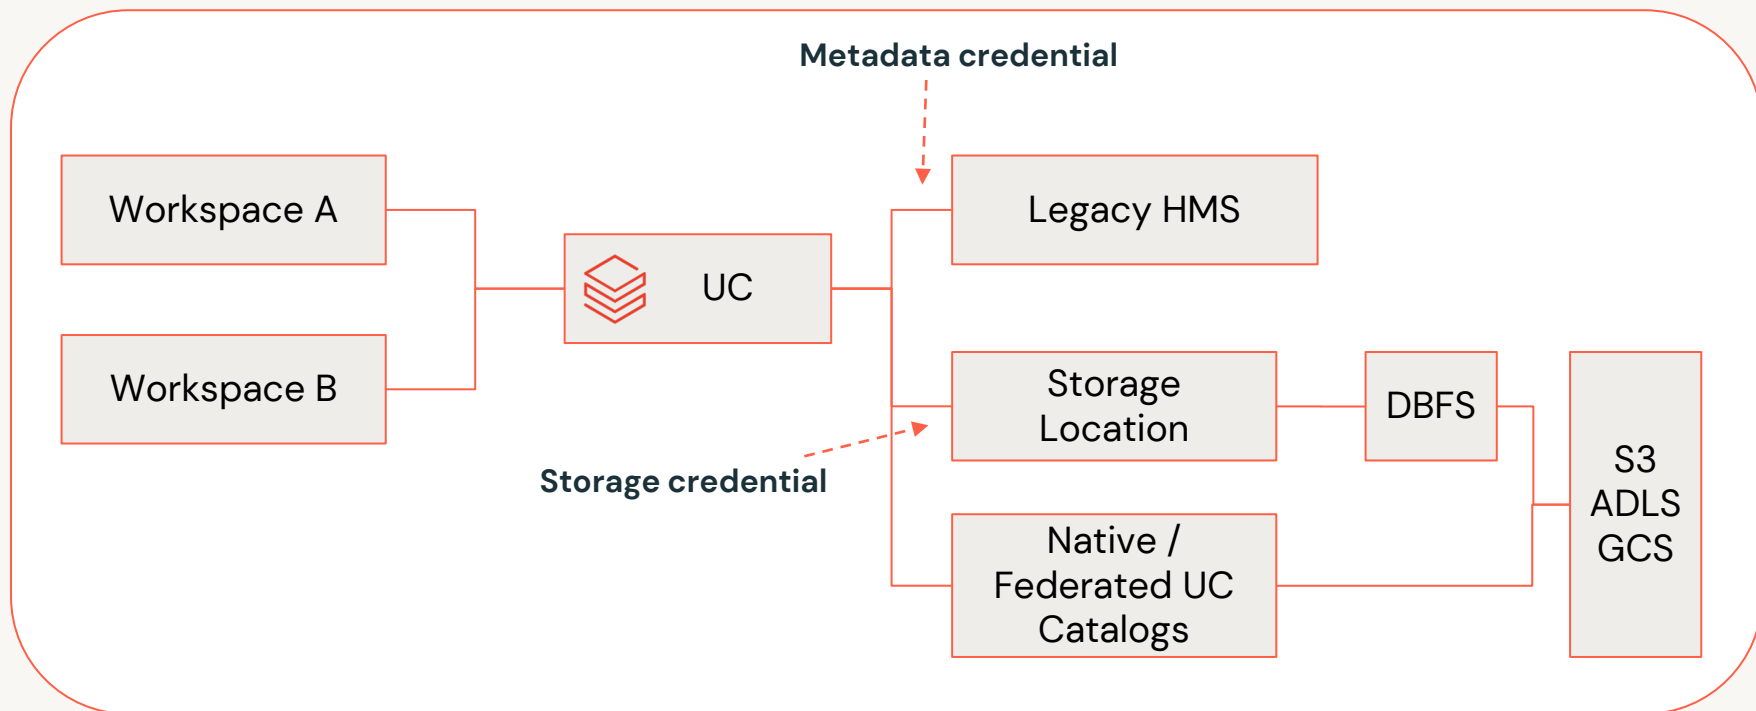 Metadata credential
Workspace A
Legacy HMS
UC
Workspace B
Storage
Location
DBFS
Storage credential
S3
ADLS
GCS
Native /
Federated UC
Catalogs